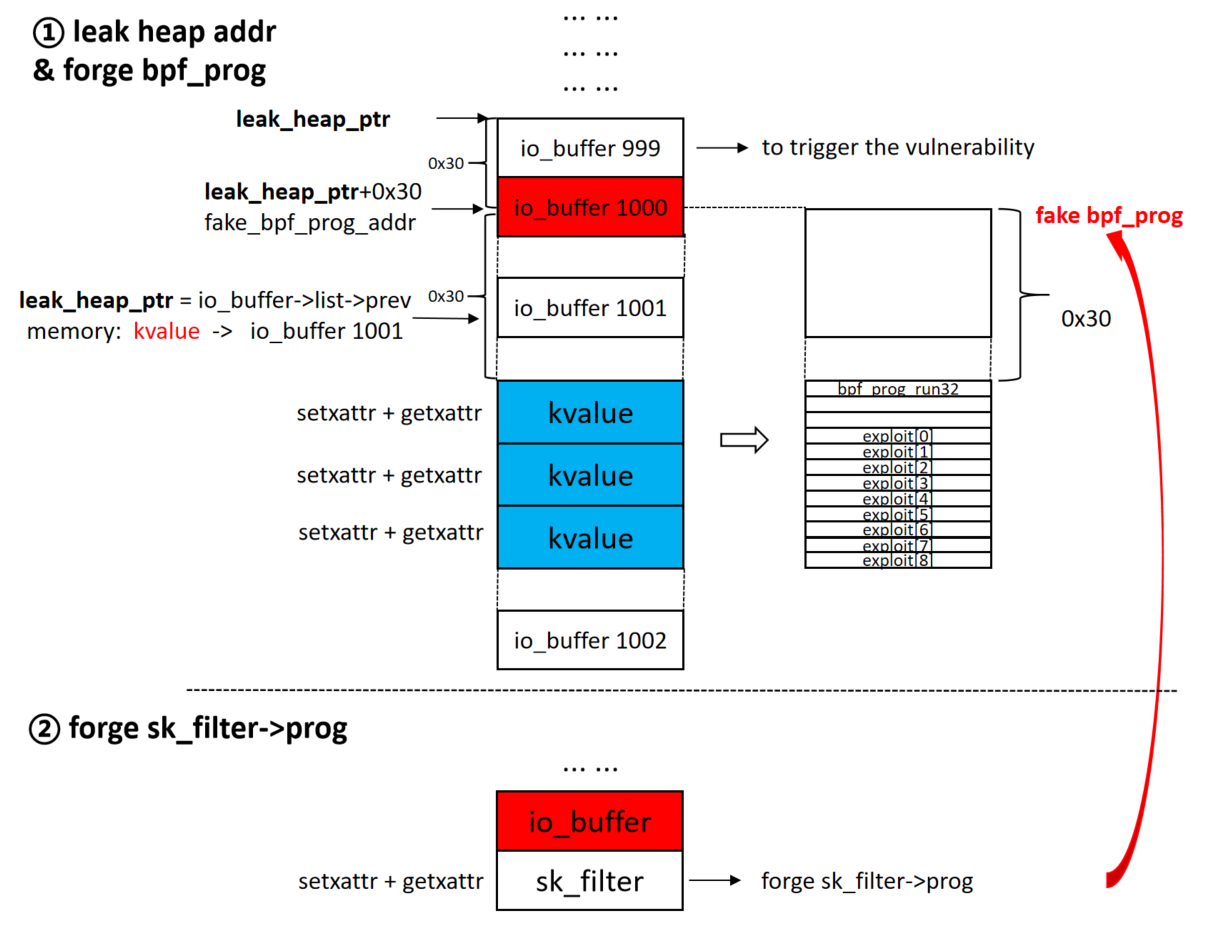 ① leak heap addr
& forge bpf_prog
... ...
... ...
... ...
leak_heap_ptr
io_buffer 999
to trigger the vulnerability
0x30
leak_heap_ptr+0x30
fake_bpf_prog_addr
io_buffer 1000
fake bpf_prog
leak_heap_ptr = io_buffer->list->prev
memory: kvalue -> io_buffer 1001
0x30
io_buffer 1001
0x30
bpf_prog_run32
setxattr + getxattr
kvalue
exploit[0]
exploit[1]
setxattr + getxattr
kvalue
exploit[2]
exploit[3]
exploit[4]
exploit[5]
setxattr + getxattr
kvalue
exploit[6]
exploit[7]
exploit[8]
io_buffer 1002
② forge sk_filter->prog
... ...
io_buffer
setxattr + getxattr
sk_filter
forge sk_filter->prog